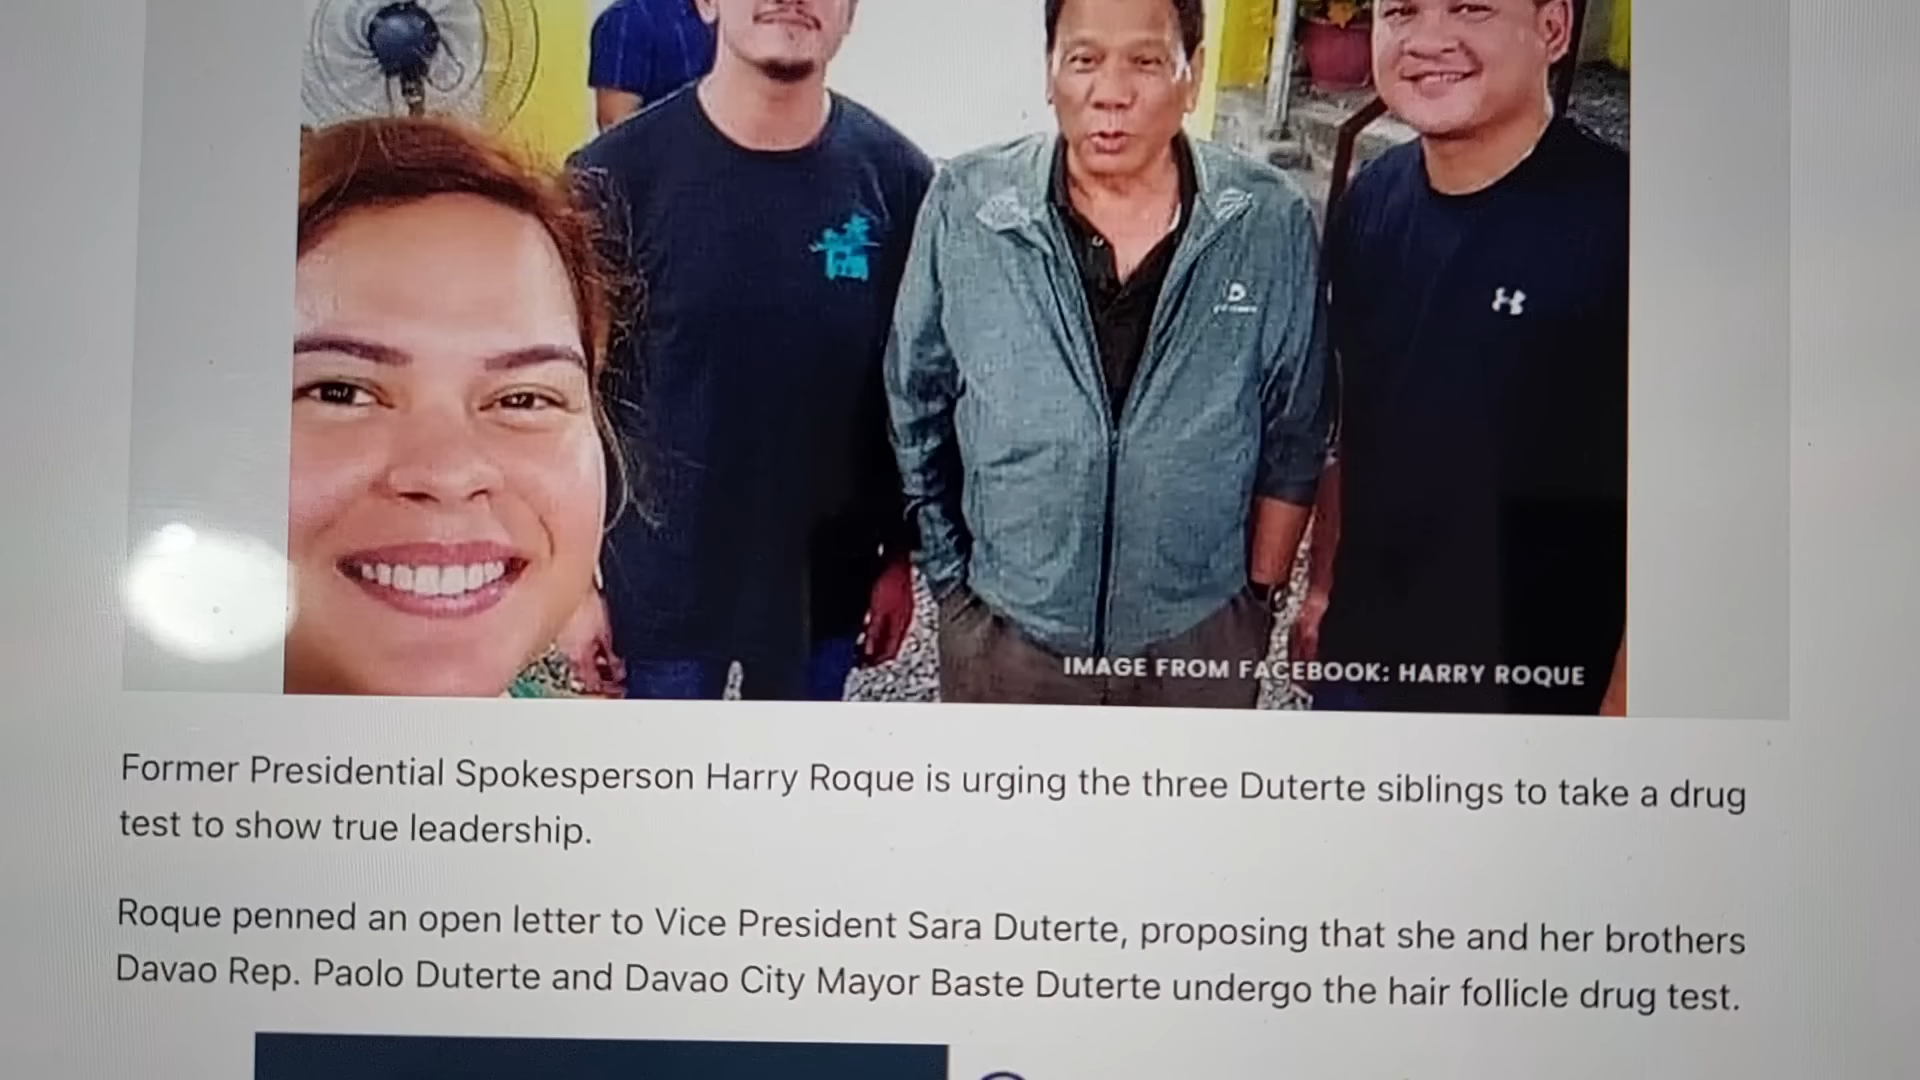 IMAGE FROM FACEBOOK: HARRY ROQUE
Former Presidential Spokesperson Harry Roque is urging the three Duterte siblings to take a drug
test to show true leadership.
Roque penned an open letter to Vice President Sara Duterte, proposing that she and her brothers
Davao Rep. Paolo Duterte and Davao City Mayor Baste Duterte undergo the hair follicle drug test.